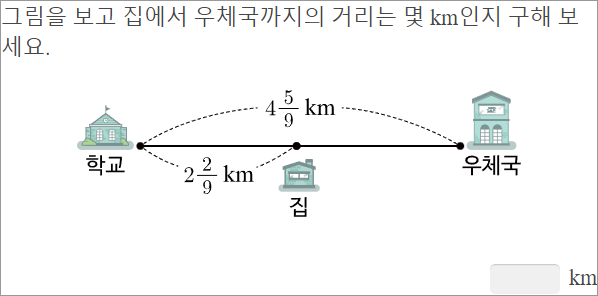 그림을 보고 집에서 우체국까지의 거리는 몇 km인지 구해 보
세요.
4 5/9 km
학교
우체국
2 2/9 km
집
km